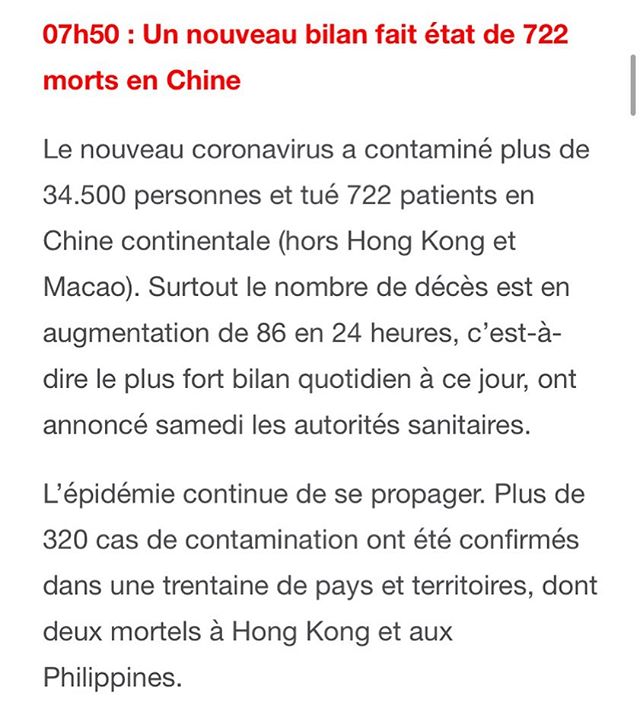 07h50 : Un nouveau bilan fait état de 722
morts en Chine
Le nouveau coronavirus a contaminé plus de
34.500 personnes et tué 722 patients en
Chine continentale (hors Hong Kong et
Macao). Surtout le nombre de décès est en
augmentation de 86 en 24 heures, c’est-à-
dire le plus fort bilan quotidien à ce jour, ont
annoncé samedi les autorités sanitaires.
L’épidémie continue de se propager. Plus de
320 cas de contamination ont été confirmés
dans une trentaine de pays et territoires, dont
deux mortels à Hong Kong et aux
Philippines.